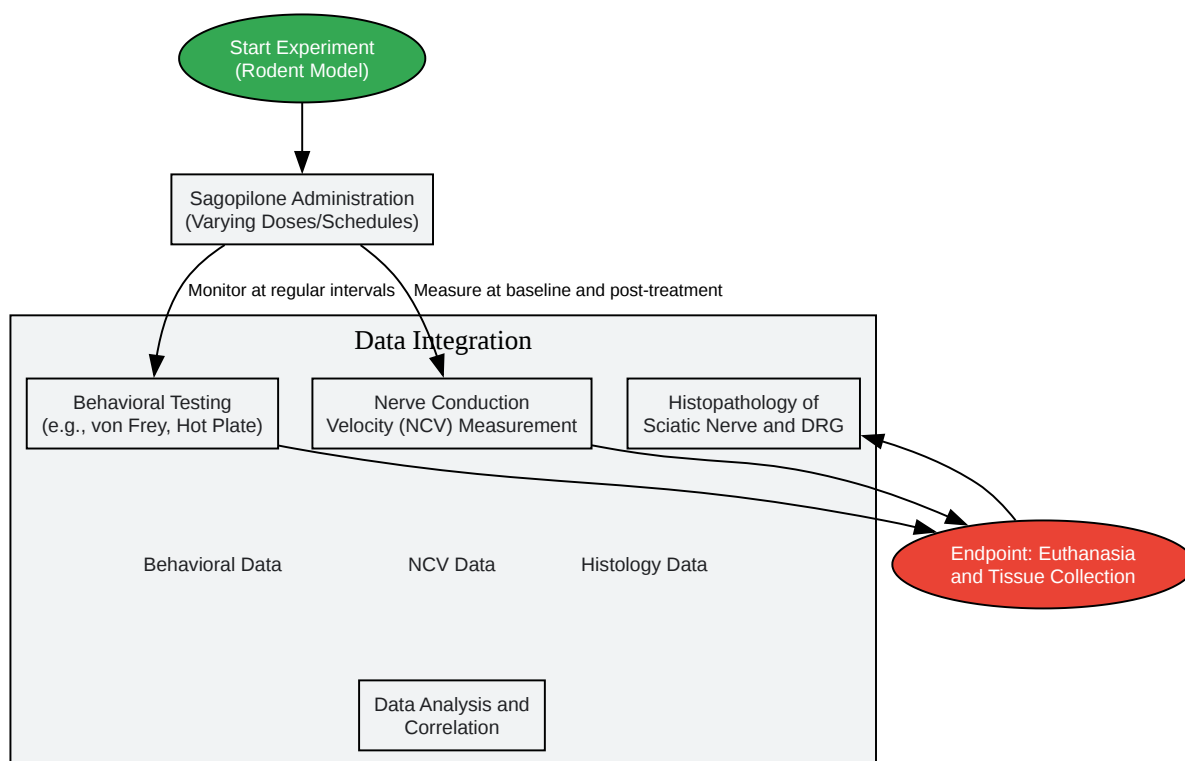 Start Experiment
(Rodent Model)
Sagopilone Administration
(Varying Doses/Schedules)
Monitor at regular intervals
Measure at baseline and post-treatment
Data Integration
Behavioral Testing
(e.g., von Frey, Hot Plate)
Nerve Conduction
Velocity (NCV) Measurement
Histopathology of
Sciatic Nerve and DRG
Behavioral Data
NCV Data
Histology Data
Endpoint: Euthanasia
and Tissue Collection
Data Analysis and
Correlation